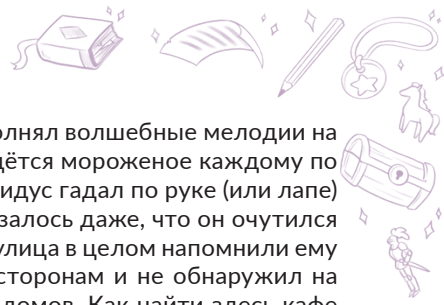 олнял волшебные мелодии на
дётся мороженое каждому по
идус гадал по руке (или лапе)
залось даже, что он очутился
улица в целом напомнили ему
сторонам и не обнаружил на
домов. Как найти здесь кафе